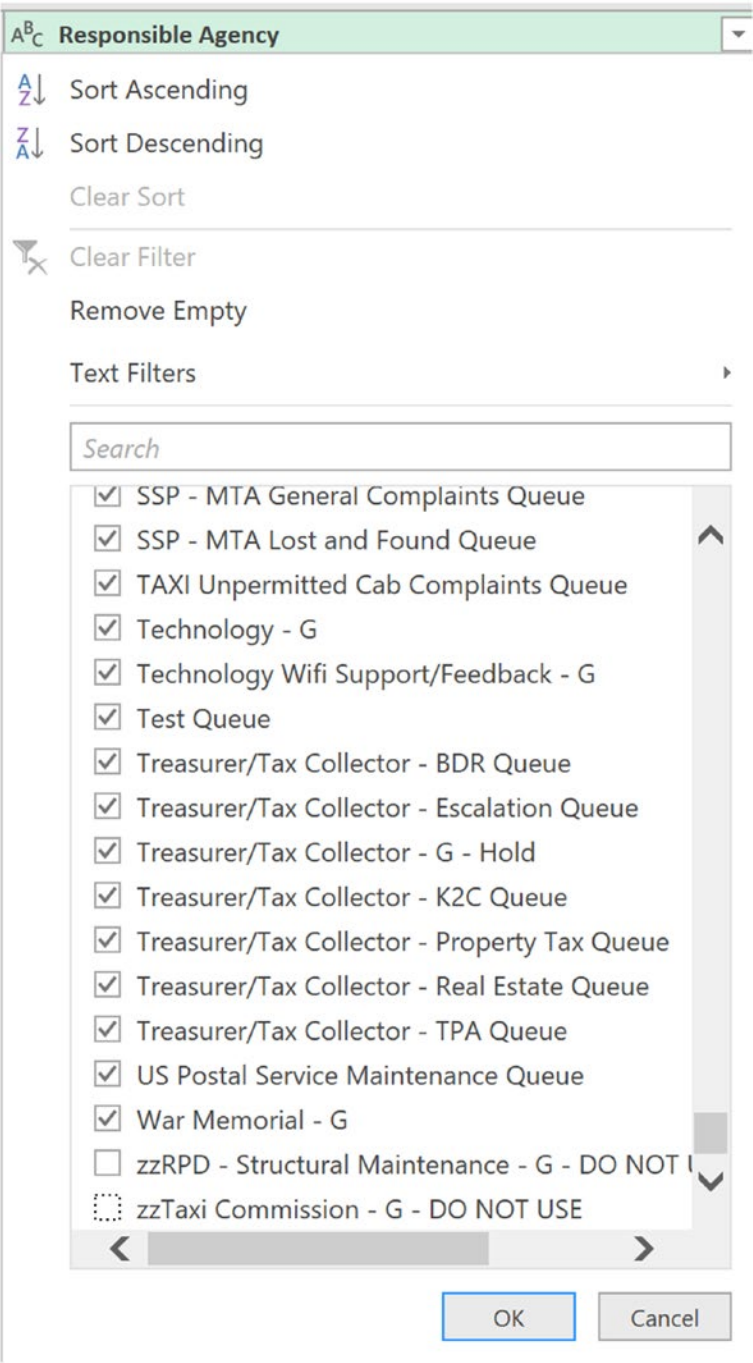 ABC Responsible Agency
AZ Sort Ascending
ZA Sort Descending
Clear Sort
Clear Filter
Remove Empty
Text Filters
Search
SSP - MTA General Complaints Queue
SSP - MTA Lost and Found Queue
TAXI Unpermitted Cab Complaints Queue
Technology - G
Technology Wifi Support/Feedback - G
Test Queue
Treasurer/Tax Collector - BDR Queue
Treasurer/Tax Collector - Escalation Queue
Treasurer/Tax Collector - G - Hold
Treasurer/Tax Collector - K2C Queue
Treasurer/Tax Collector - Property Tax Queue
Treasurer/Tax Collector - Real Estate Queue
Treasurer/Tax Collector - TPA Queue
US Postal Service Maintenance Queue
War Memorial - G
zzRPD - Structural Maintenance - G - DO NOT
zzTaxi Commission - G - DO NOT USE
OK Cancel